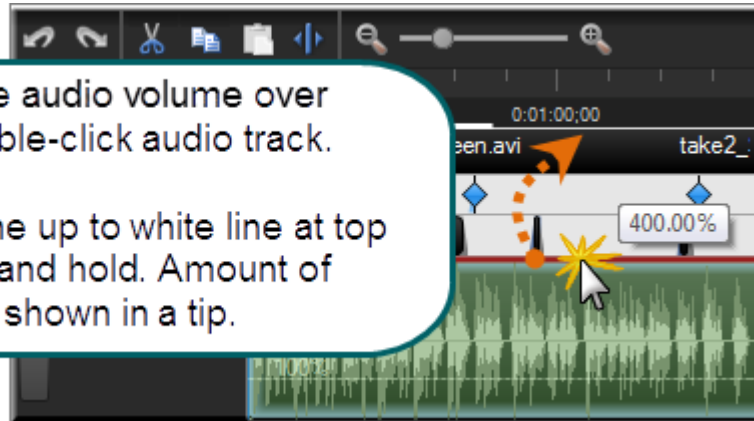 e audio volume over
ble-click audio track.
ne up to white line at top
and hold. Amount of
shown in a tip.
0:01:00;00
een.avi
take2_
400.00%